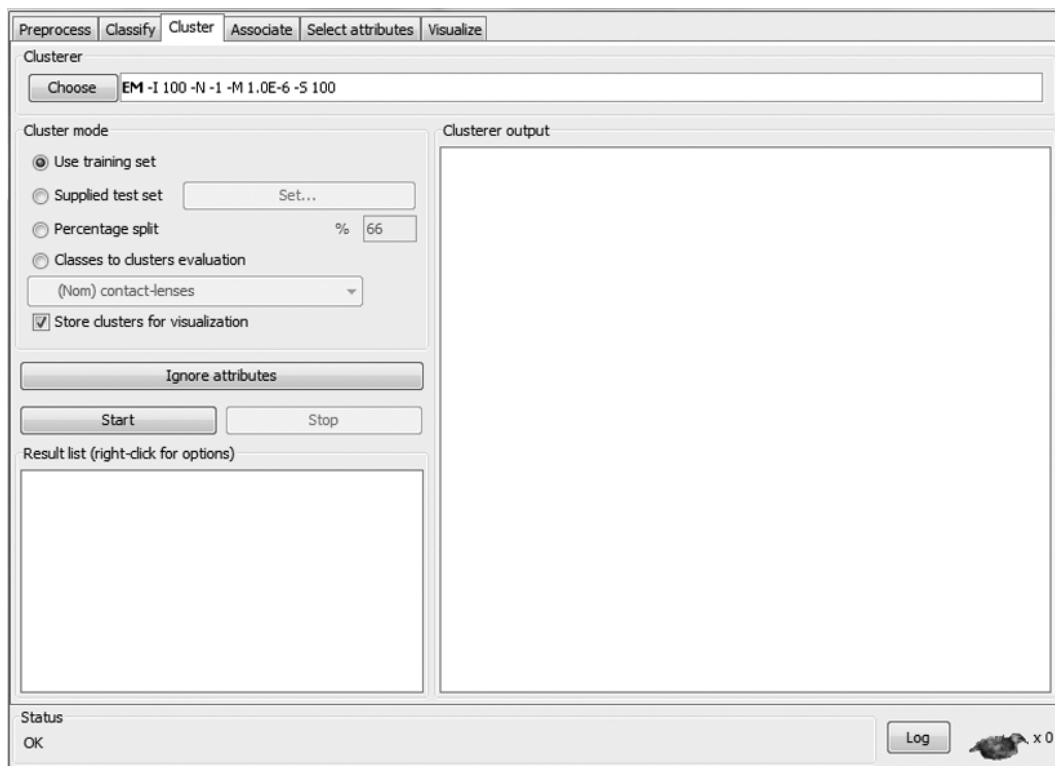 Preprocess Classify Cluster Associate Select attributes Visualize
Clusterer
Choose EM -I 100 -N -1 -M 1.0E-6 -S 100
Cluster mode
Use training set
Supplied test set Set...
Percentage split % 66
Classes to clusters evaluation
(Nom) contact-lenses
Store clusters for visualization
Ignore attributes
Start Stop
Result list (right-click for options)
Clusterer output
Status
OK
Log x 0